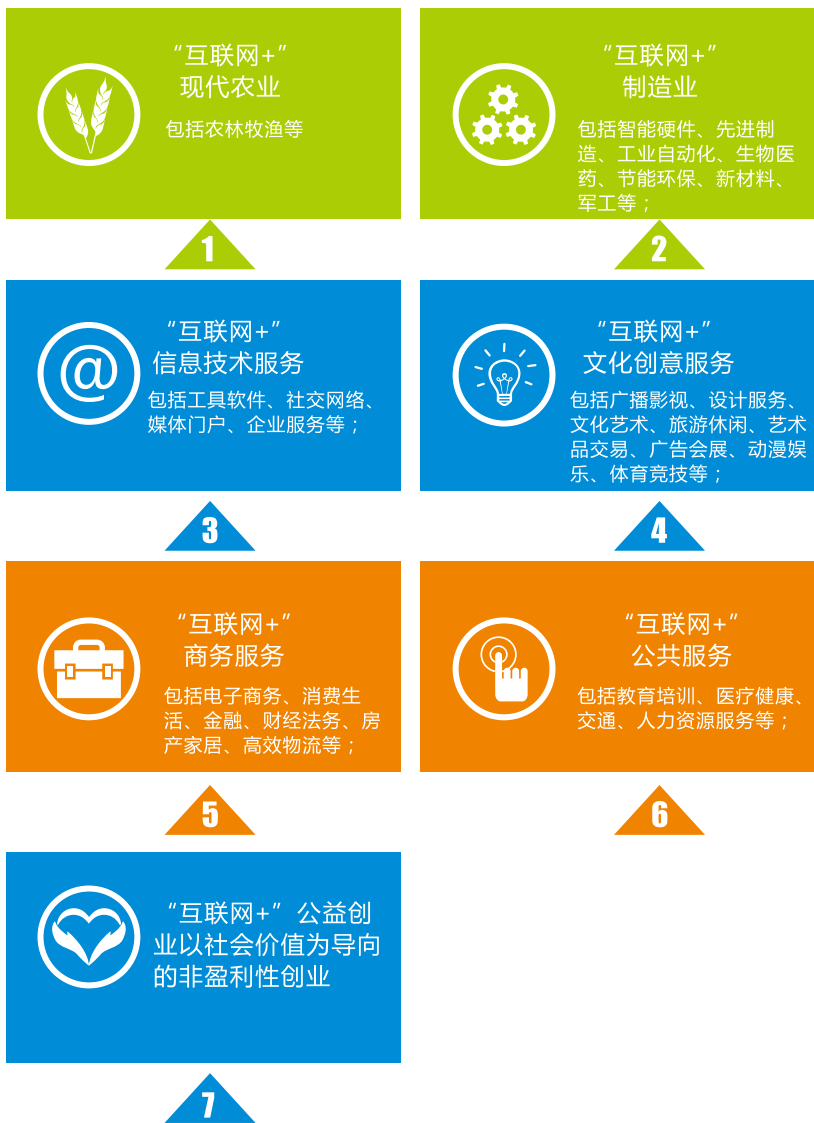 “互联网+”
现代农业
包括农林牧渔等
1
“互联网+”
制造业
包括智能硬件、先进制
造、工业自动化、生物医
药、节能环保、新材料、
军工等；
2
“互联网+”
信息技术服务
包括工具软件、社交网络、
媒体门户、企业服务等；
3
“互联网+”
文化创意服务
包括广播影视、设计服务、
文化艺术、旅游休闲、艺术
品交易、广告会展、动漫娱
乐、体育竞技等；
4
“互联网+”
商务服务
包括电子商务、消费生
活、金融、财经法务、房
产家居、高效物流等；
5
“互联网+”
公共服务
包括教育培训、医疗健康、
交通、人力资源服务等；
6
“互联网+”公益创
业以社会价值为导向
的非盈利性创业
7